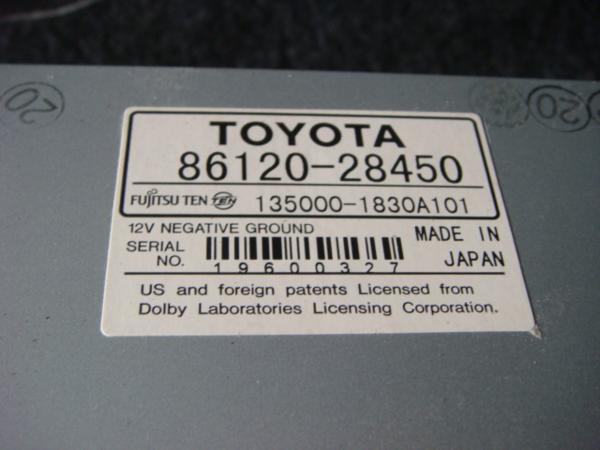 20
20
TOYOTA
86120-28450
FUJITSU TEN TEN 135000-1830A101
12V NEGATIVE GROUND
MADE IN
JAPAN
SERIAL
NO.
19600327
US and foreign patents Licensed from
Dolby Laboratories Licensing Corporation.